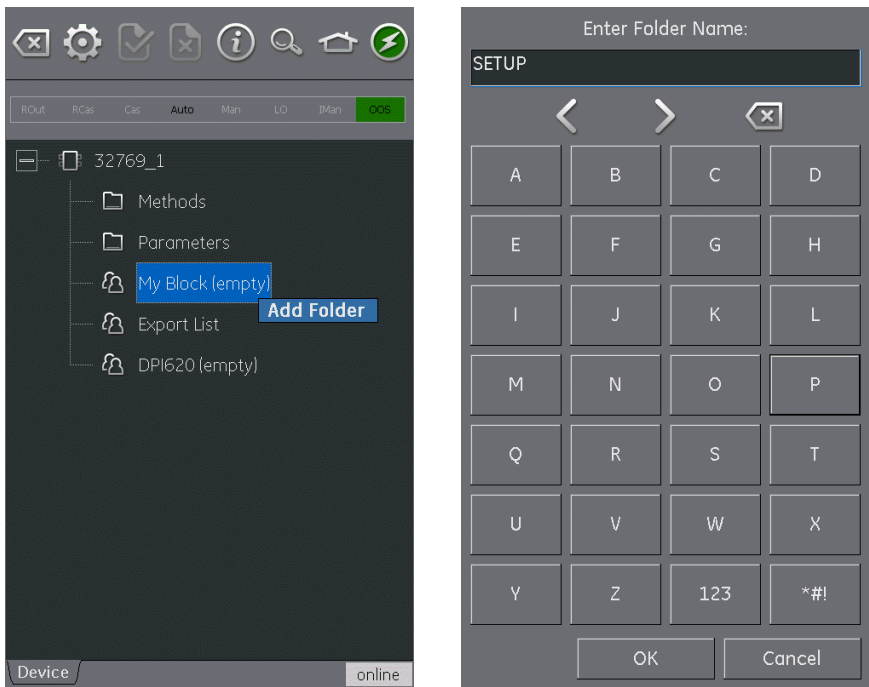 ROut RCas Cas Auto Man LO IMan OOS
32769_1
Methods
Parameters
My Block (empty)
Add Folder
Export List
DPI620 (empty)
Device
online
Enter Folder Name:
SETUP
A B C D
E F G H
I J K L
M N O P
Q R S T
U V W X
Y Z 123 *#!
OK Cancel